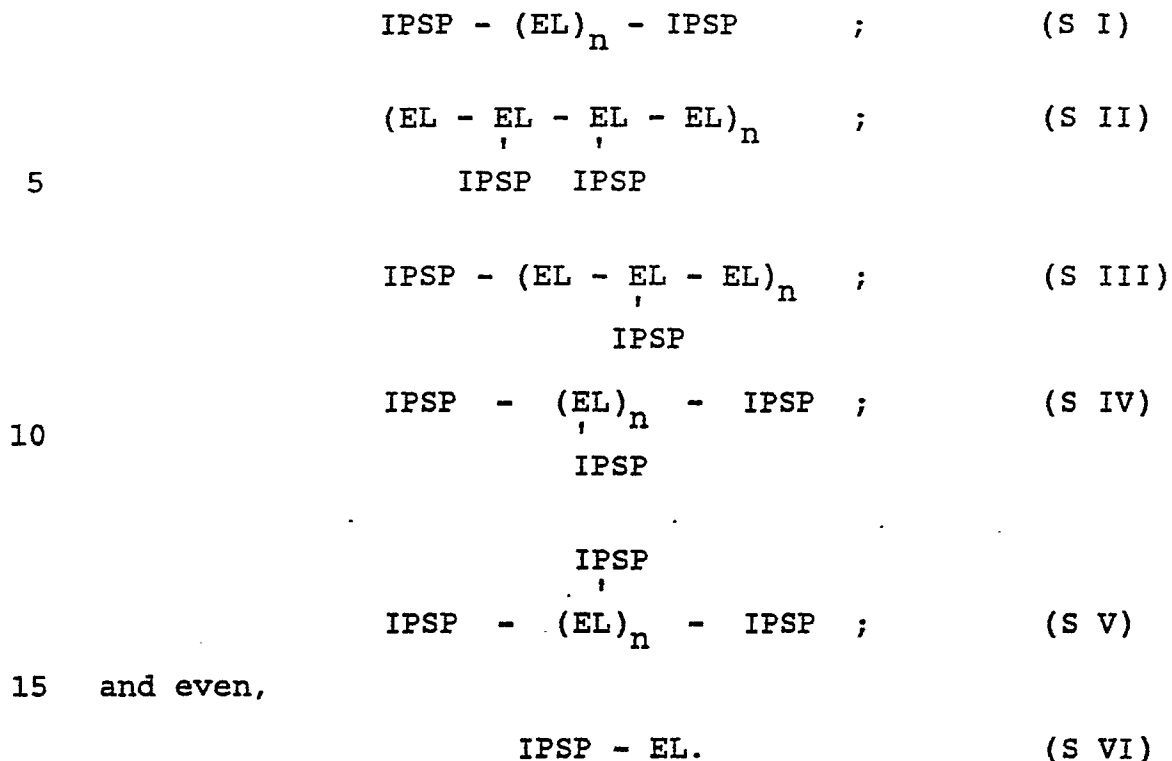 IPSP - (EL)n - IPSP ; (S I)
(EL - EL - EL - EL)n ; (S II)
' '
5 IPSP IPSP
IPSP - (EL - EL - EL)n ; (S III)
'
IPSP
IPSP - (EL)n - IPSP ; (S IV)
10 '
IPSP
IPSP
'
IPSP - (EL)n - IPSP ; (S V)
15 and even,
IPSP - EL. (S VI)